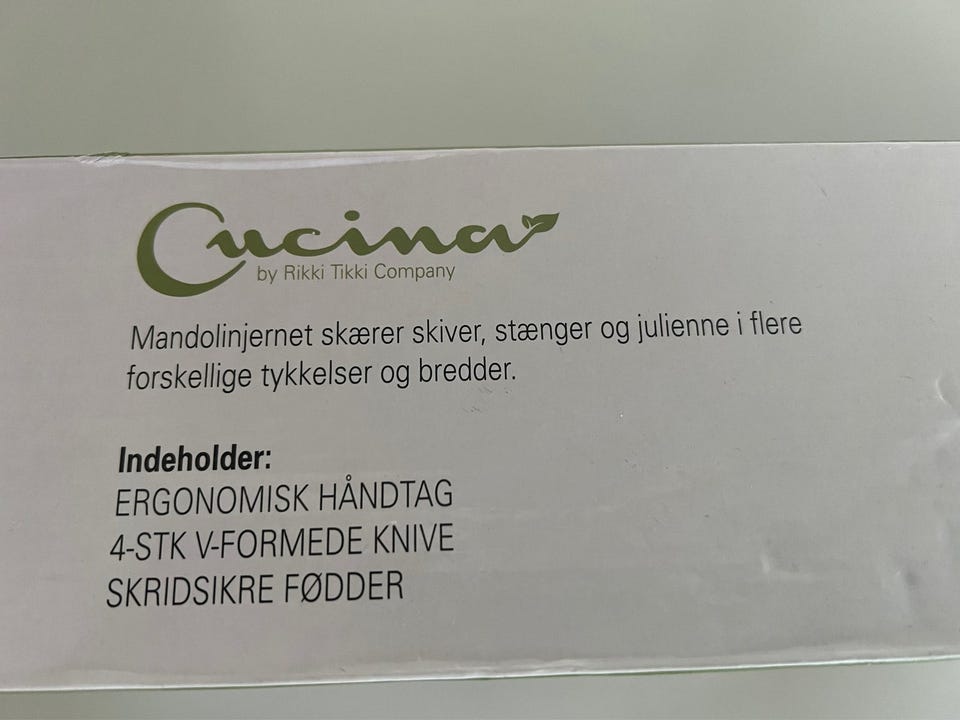 Cucina
by Rikki Tikki Company
Mandolinjernet skærer skiver, stænger og julienne i flere
forskellige tykkelser og bredder.
Indeholder:
ERGONOMISK HÅNDTAG
4-STK V-FORMEDE KNIVE
SKRIDSIKRE FØDDER